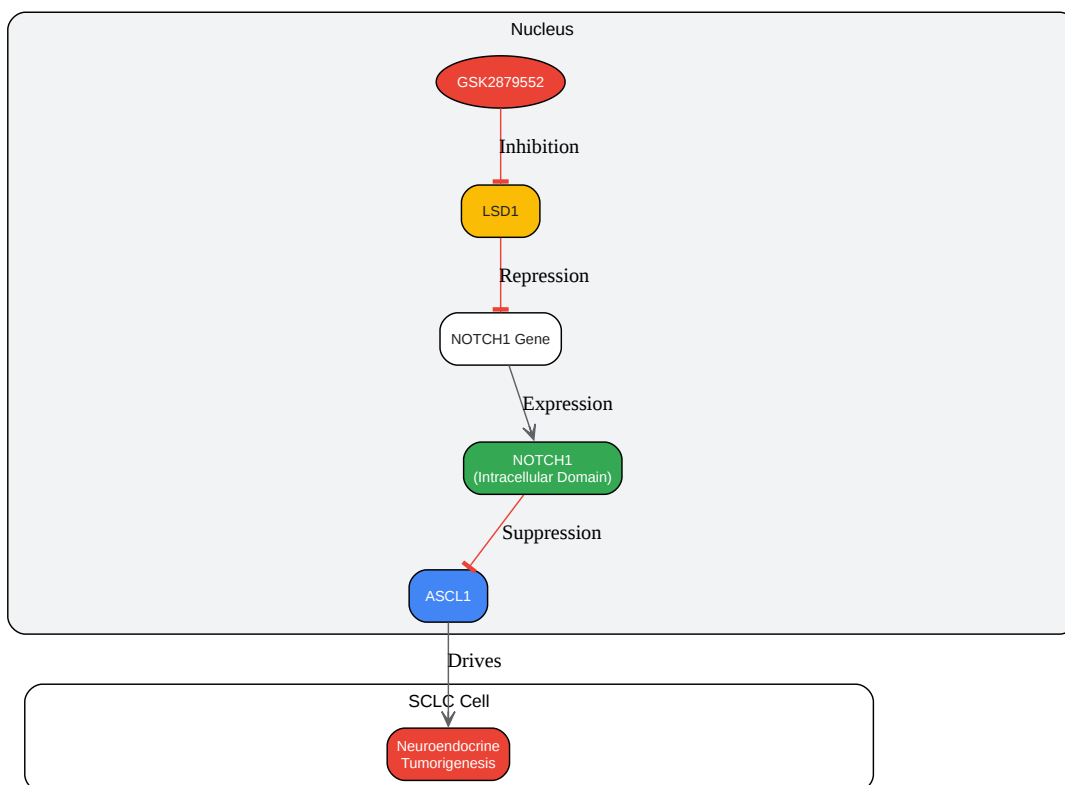 Nucleus
GSK2879552
Inhibition
LSD1
Repression
NOTCH1 Gene
Expression
NOTCH1
(Intracellular Domain)
Suppression
ASCL1
Drives
SCLC Cell
Neuroendocrine
Tumorigenesis